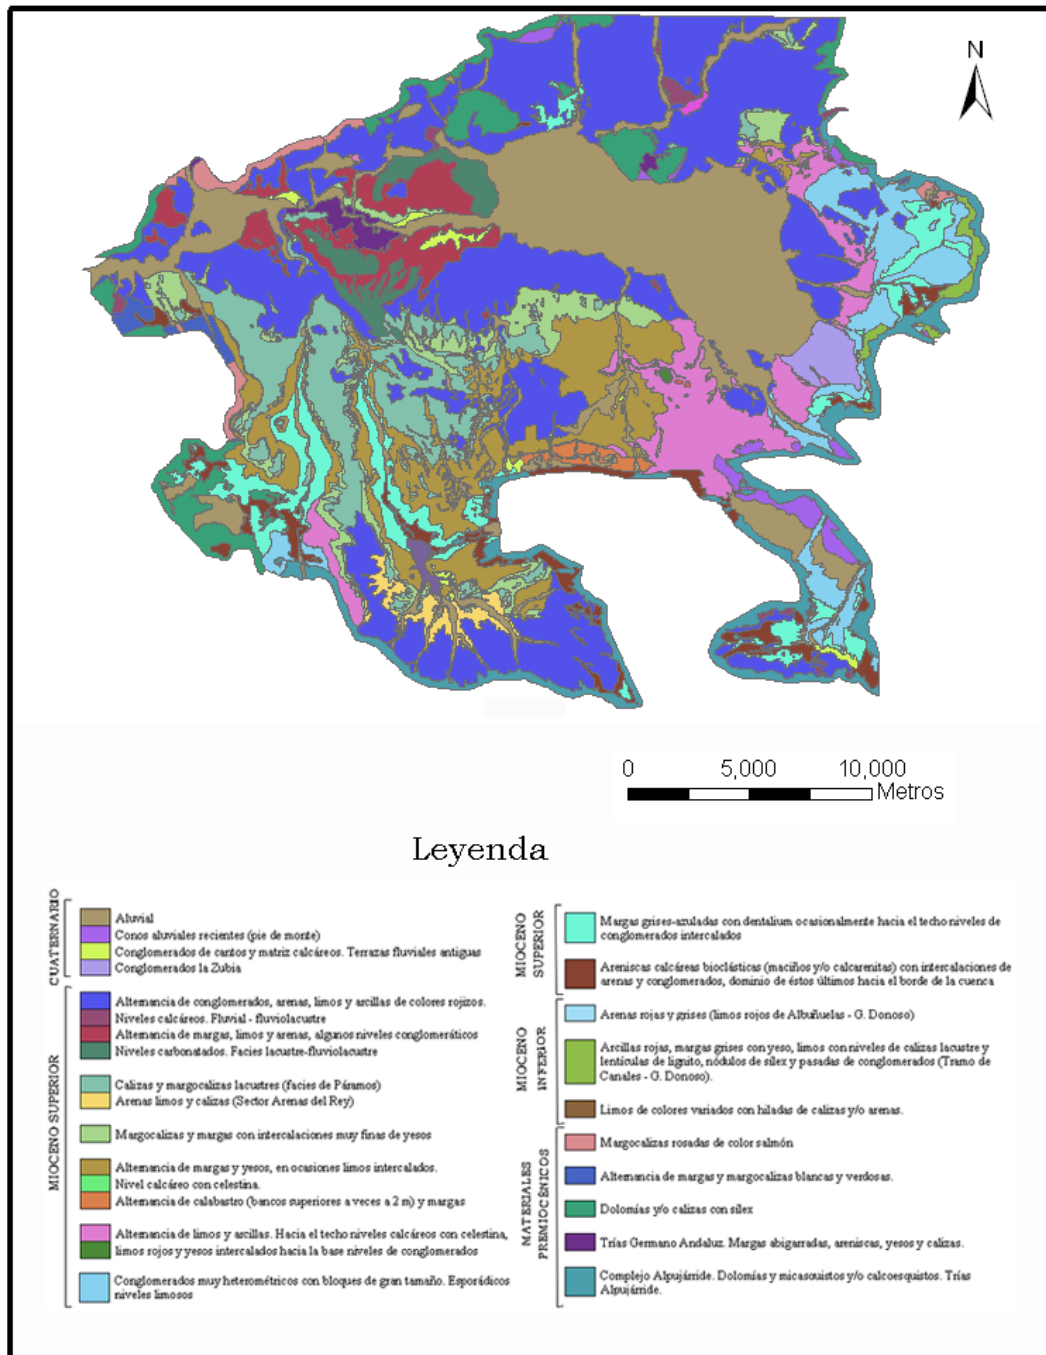 N
0 5,000 10,000
Metros
Leyenda
CUATERNARIO
Aluvial
Conos aluviales recientes (pie de monte)
Conglomerados de cantos y matriz calcáreos. Terrazas fluviales antiguas
Conglomerados la Zubia
MIOCENO SUPERIOR
Alternancia de conglomerados, arenas, limos y arcillas de colores rojizos.
Niveles calcáreos. Fluvial - fluviolacustre
Alternancia de margas, limos y arenas, algunos niveles conglomeráticos
Niveles carbonatados. Facies lacustre-fluviolacustre
Calizas y margocalizas lacustres (facies de Páramos)
Arenas limos y calizas (Sector Arenas del Rey)
Margocalizas y margas con intercalaciones muy finas de yesos
Alternancia de margas y yesos, en ocasiones limos intercalados.
Nivel calcáreo con celestina.
Alternancia de calabastro (bancos superiores a veces a 2 m) y margas
Alternancia de limos y arcillas. Hacia el techo niveles calcáreos con celestina,
limos rojos y yesos intercalados hacia la base niveles de conglomerados
Conglomerados muy heterométricos con bloques de gran tamaño. Esporádicos
niveles limosos
MIOCENO
SUPERIOR
Margas grises-azuladas con dentalium ocasionalmente hacia el techo niveles de
conglomerados intercalados
Areniscas calcáreas bioclásticas (maciños y/o calcarenitas) con intercalaciones de
arenas y conglomerados, dominio de éstos últimos hacia el borde de la cuenca
MIOCENO
INFERIOR
Arenas rojas y grises (limos rojos de Albuñuelas - G. Donoso)
Arcillas rojas, margas grises con yeso, limos con niveles de calizas lacustre y
lentículas de lignito, nódulos de sílex y pasadas de conglomerados (Tramo de
Canales - G. Donoso).
Limos de colores variados con hiladas de calizas y/o arenas.
MATERIALES
PREMIOCÉNICOS
Margocalizas rosadas de color salmón
Alternancia de margas y margocalizas blancas y verdosas.
Dolomías y/o calizas con sílex
Trías Germano Andaluz. Margas abigarradas, areniscas, yesos y calizas.
Complejo Alpujárride. Dolomías y micasquistos y/o calcoesquistos. Trías
Alpujárride.